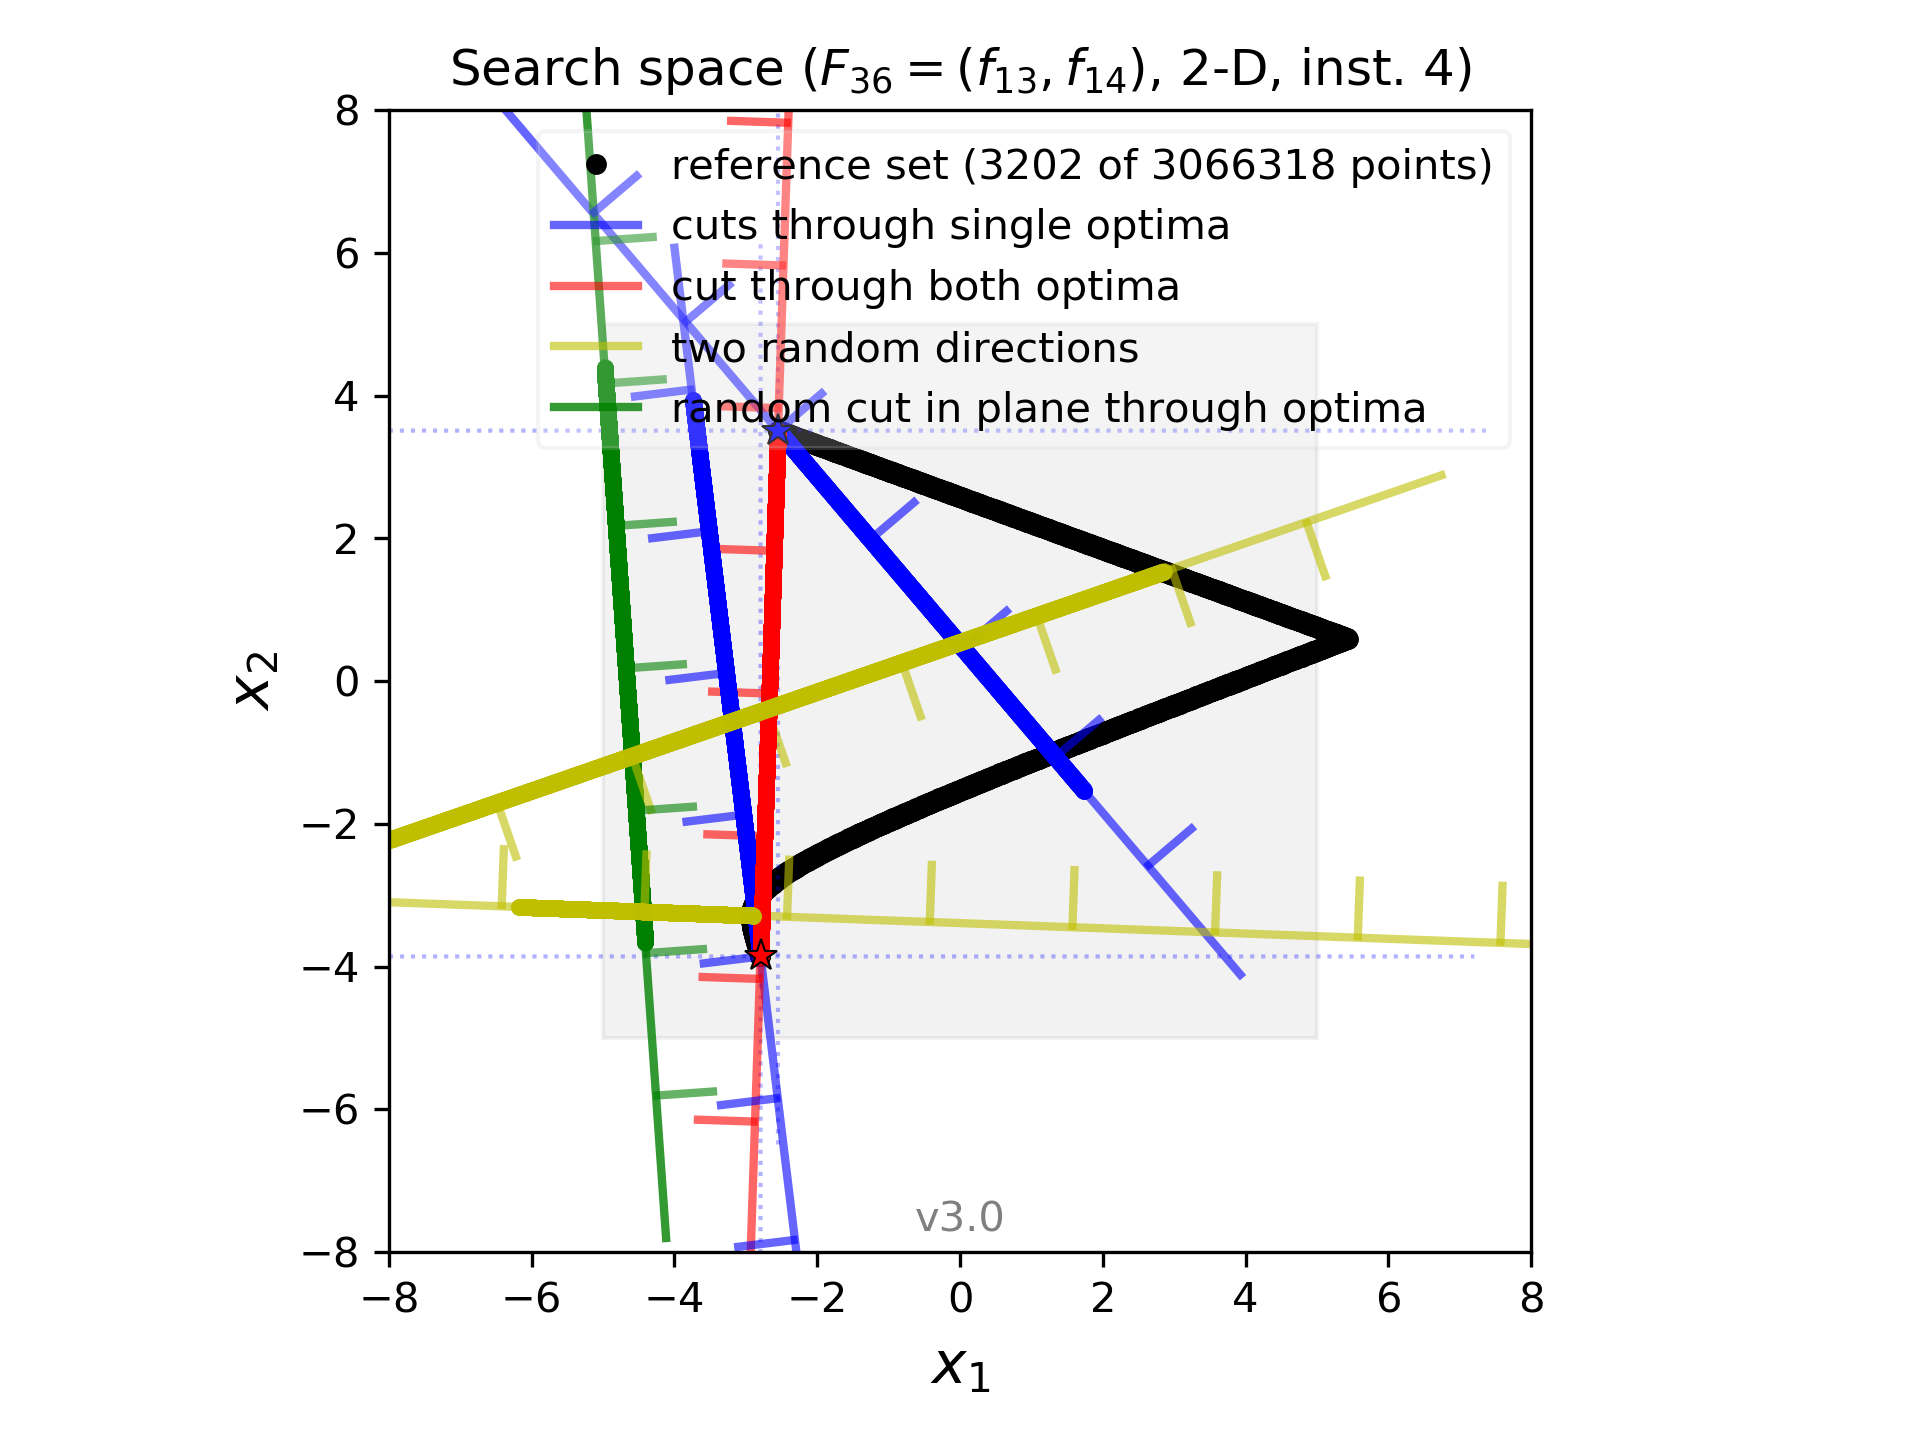 Search space (F36 = (f13, f14), 2-D, inst. 4)
8
6
4
2
0
−2
−4
−6
−8
x2
reference set (3202 of 3066318 points)
cuts through single optima
cut through both optima
two random directions
random cut in plane through optima
v3.0
−8 −6 −4 −2 0 2 4 6 8
x1